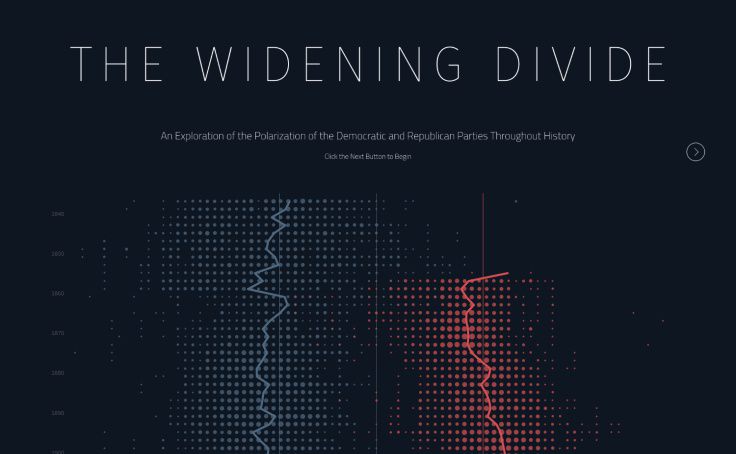 THE WIDENING DIVIDE
An Exploration of the Polarization of the Democratic and Republican Parties Throughout History
Click the Next Button to Begin
1840
1850
1860
1870
1880
1890
1900